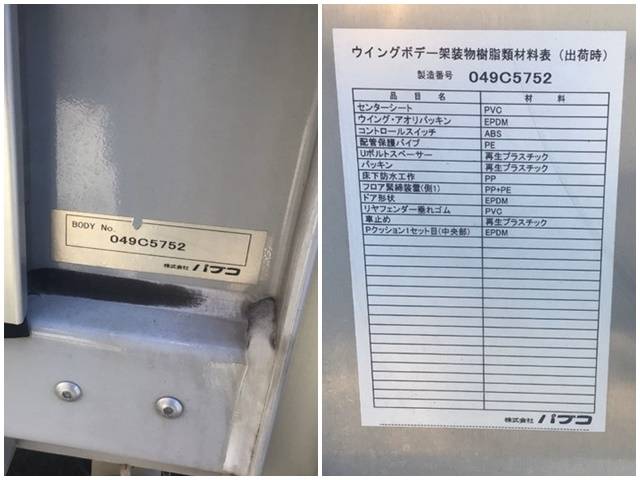 BODY No.
049C5752
株式会社 パブコ
ウイングボデー架装物樹脂類材料表（出荷時）
製造番号 049C5752
品目名 材料
センターシート PVC
ウイング・アオリパッキン EPDM
コントロールスイッチ ABS
配管保護パイプ PE
Uボルトスペーサー 再生プラスチック
パッキン 再生プラスチック
床下防水工作 PP
フロア緊締装置(側1) PP+PE
ドア形状 EPDM
リヤフェンダー垂れゴム PVC
車止め 再生プラスチック
Pクッション1セット目(中央部) EPDM
株式会社 パブコ